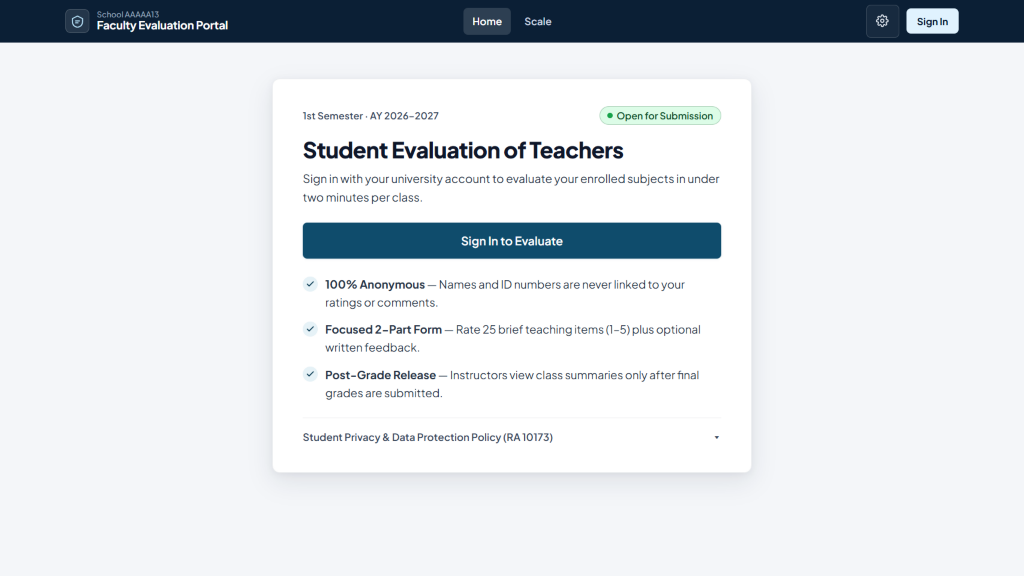 School AAAAA13
Faculty Evaluation Portal
Home
Scale
Sign In
1st Semester · AY 2026–2027
Open for Submission
Student Evaluation of Teachers
Sign in with your university account to evaluate your enrolled subjects in under
two minutes per class.
Sign In to Evaluate
100% Anonymous — Names and ID numbers are never linked to your
ratings or comments.
Focused 2-Part Form — Rate 25 brief teaching items (1–5) plus optional
written feedback.
Post-Grade Release — Instructors view class summaries only after final
grades are submitted.
Student Privacy & Data Protection Policy (RA 10173)